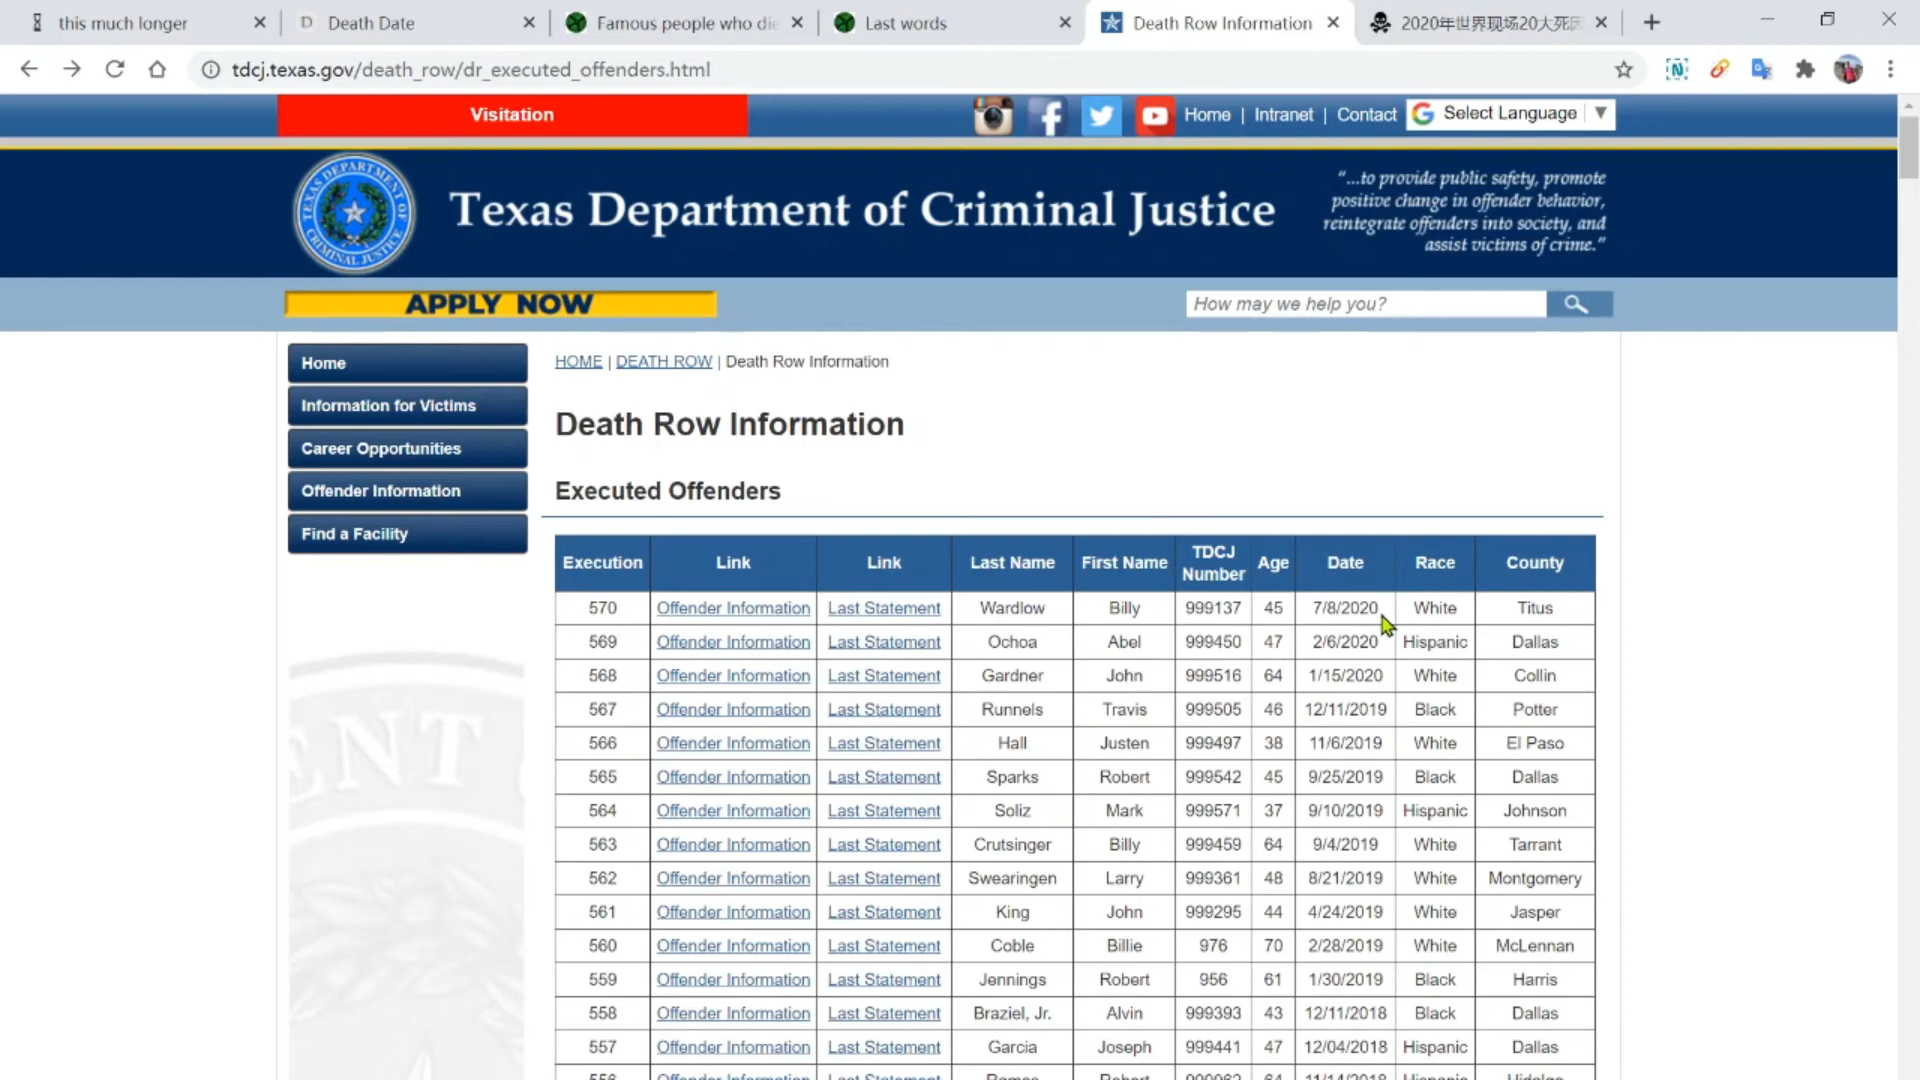 this much longer
Death Date
Famous people who die
Last words
Death Row Information
2020年世界现场20大死因
tdcj.texas.gov/death_row/dr_executed_offenders.html
Visitation
Home | Intranet | Contact
Select Language
TEXAS DEPARTMENT OF CRIMINAL JUSTICE
Texas Department of Criminal Justice
“...to provide public safety, promote
positive change in offender behavior,
reintegrate offenders into society, and
assist victims of crime.”
APPLY NOW
How may we help you?
Home
Information for Victims
Career Opportunities
Offender Information
Find a Facility
HOME | DEATH ROW | Death Row Information
Death Row Information
Executed Offenders
Execution Link Link Last Name First Name TDCJ Number Age Date Race County
570 Offender Information Last Statement Wardlow Billy 999137 45 7/8/2020 White Titus
569 Offender Information Last Statement Ochoa Abel 999450 47 2/6/2020 Hispanic Dallas
568 Offender Information Last Statement Gardner John 999516 64 1/15/2020 White Collin
567 Offender Information Last Statement Runnels Travis 999505 46 12/11/2019 Black Potter
566 Offender Information Last Statement Hall Justen 999497 38 11/6/2019 White El Paso
565 Offender Information Last Statement Sparks Robert 999542 45 9/25/2019 Black Dallas
564 Offender Information Last Statement Soliz Mark 999571 37 9/10/2019 Hispanic Johnson
563 Offender Information Last Statement Crutsinger Billy 999459 64 9/4/2019 White Tarrant
562 Offender Information Last Statement Swearingen Larry 999361 48 8/21/2019 White Montgomery
561 Offender Information Last Statement King John 999295 44 4/24/2019 White Jasper
560 Offender Information Last Statement Coble Billie 976 70 2/28/2019 White McLennan
559 Offender Information Last Statement Jennings Robert 956 61 1/30/2019 Black Harris
558 Offender Information Last Statement Braziel, Jr. Alvin 999393 43 12/11/2018 Black Dallas
557 Offender Information Last Statement Garcia Joseph 999441 47 12/04/2018 Hispanic Dallas